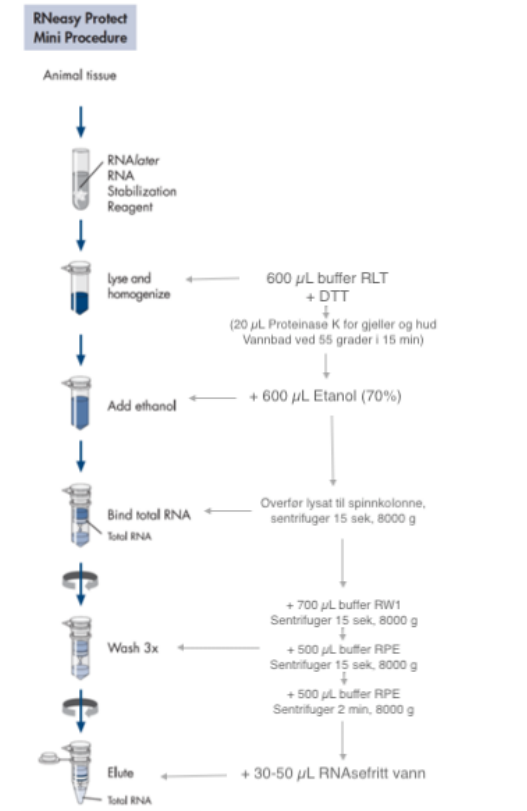 RNeasy Protect
Mini Procedure
Animal tissue
RNAlater
RNA
Stabilization
Reagent
Lyse and
homogenize
600 µL buffer RLT
+ DTT
(20 µL Proteinase K for gjeller og hud
Vannbad ved 55 grader i 15 min)
Add ethanol
+ 600 µL Etanol (70%)
Bind total RNA
Total RNA
Overfør lysat til spinnkolonne,
sentrifuger 15 sek, 8000 g
+ 700 µL buffer RW1
Sentrifuger 15 sek, 8000 g
Wash 3x
+ 500 µL buffer RPE
Sentrifuger 15 sek, 8000 g
+ 500 µL buffer RPE
Sentrifuger 2 min, 8000 g
Elute
+ 30-50 µL RNAsefritt vann
Total RNA